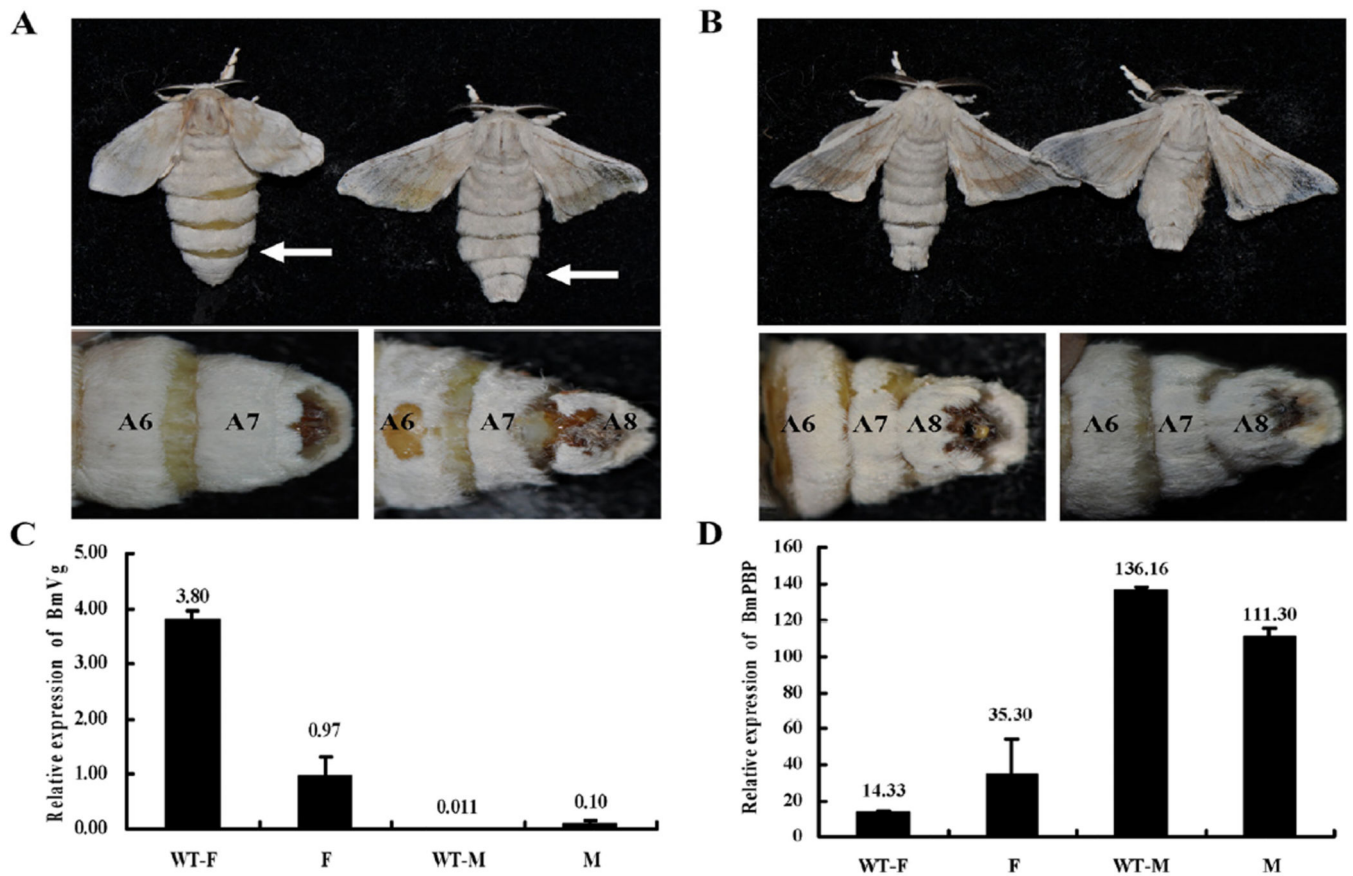 A
B
A6
A7
A6
A7
A8
A6
A7
A8
A6
A7
A8
C
Relative expression of BmVg
5.00
4.00
3.00
2.00
1.00
0.00
3.80
0.97
0.011
0.10
WT-F
F
WT-M
M
D
Relative expression of BmPBP
160
140
120
100
80
60
40
20
0
14.33
35.30
136.16
111.30
WT-F
F
WT-M
M